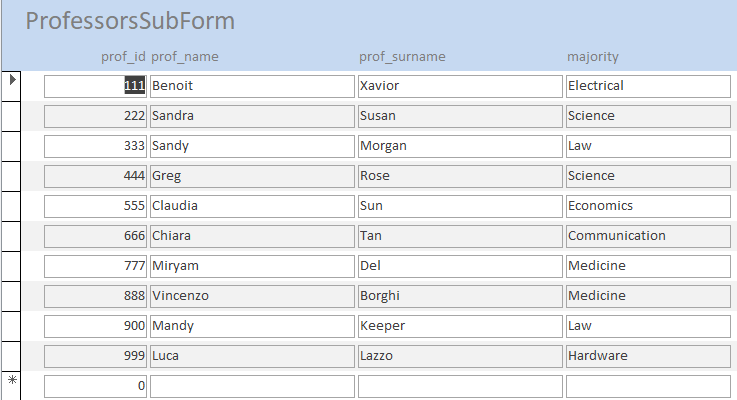 ProfessorsSubForm
prof_id prof_name prof_surname majority
111 Benoit Xavior Electrical
222 Sandra Susan Science
333 Sandy Morgan Law
444 Greg Rose Science
555 Claudia Sun Economics
666 Chiara Tan Communication
777 Miryam Del Medicine
888 Vincenzo Borghi Medicine
900 Mandy Keeper Law
999 Luca Lazzo Hardware
0